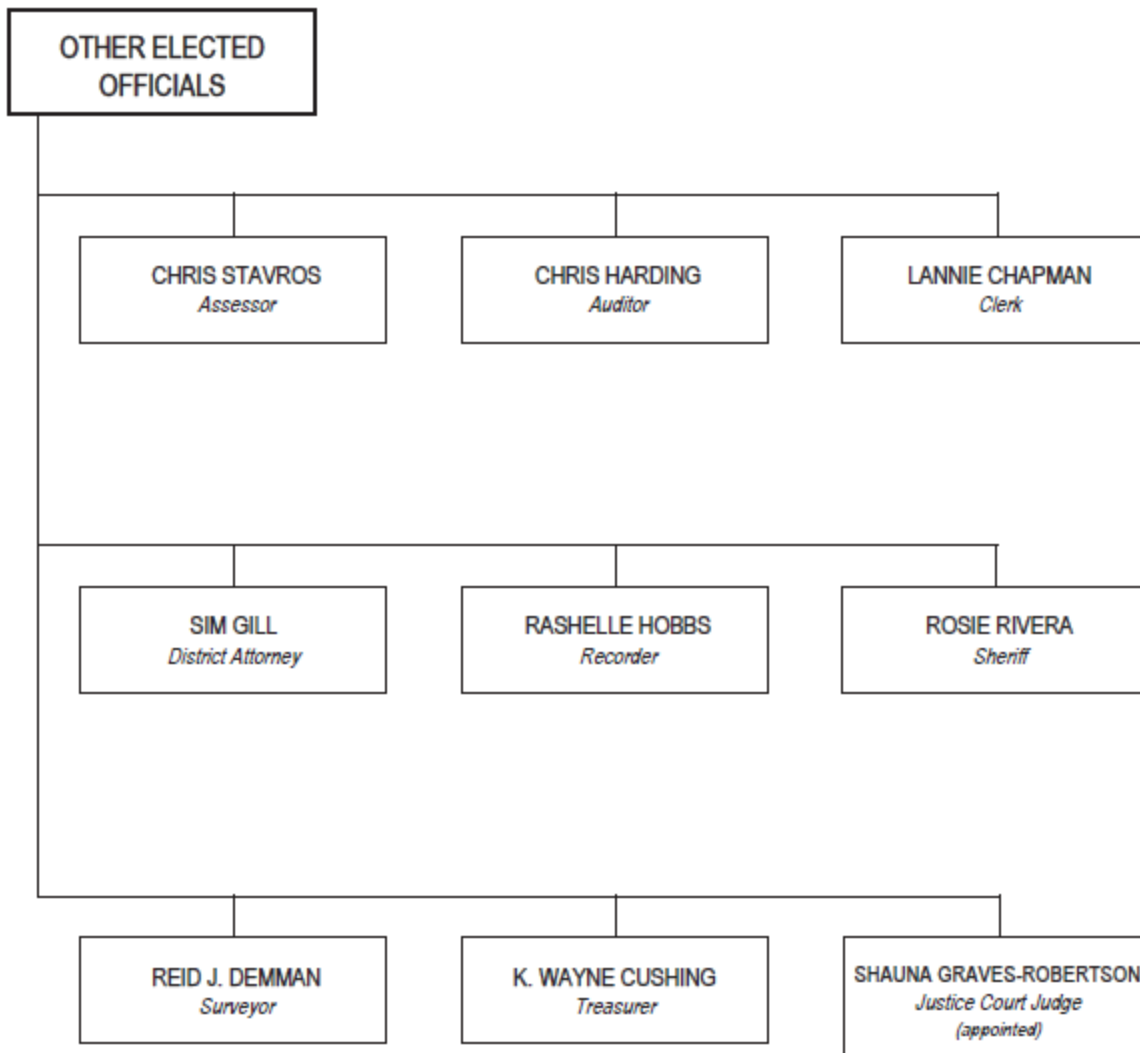 OTHER ELECTED
OFFICIALS
CHRIS STAVROS
Assessor
CHRIS HARDING
Auditor
LANNIE CHAPMAN
Clerk
SIM GILL
District Attorney
RASHELLE HOBBS
Recorder
ROSIE RIVERA
Sheriff
REID J. DEMMAN
Surveyor
K. WAYNE CUSHING
Treasurer
SHAUNA GRAVES-ROBERTSON
Justice Court Judge
(appointed)